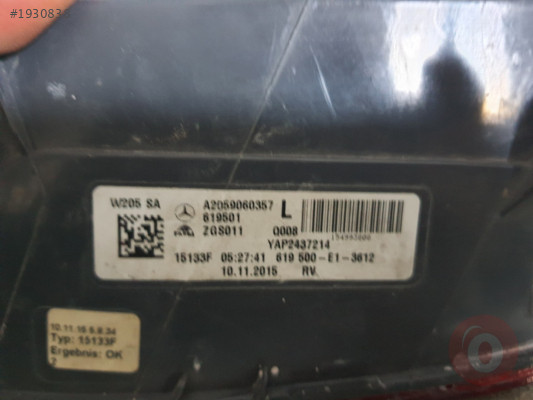 #193083
W205 SA
A2059060357
L
619501
ZGS011
0008
YAP2437214
15133F 05:27:41 619 500-E1-3612
10.11.2015 RV.
Typ: 15133F
Ergebnis: OK
2